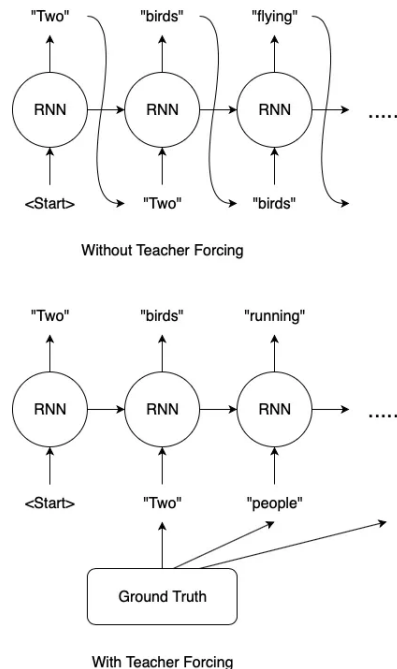 "Two" "birds" "flying"
RNN RNN RNN .....
<Start> "Two" "birds"
Without Teacher Forcing
"Two" "birds" "running"
RNN RNN RNN .....
<Start> "Two" "people"
Ground Truth
With Teacher Forcing